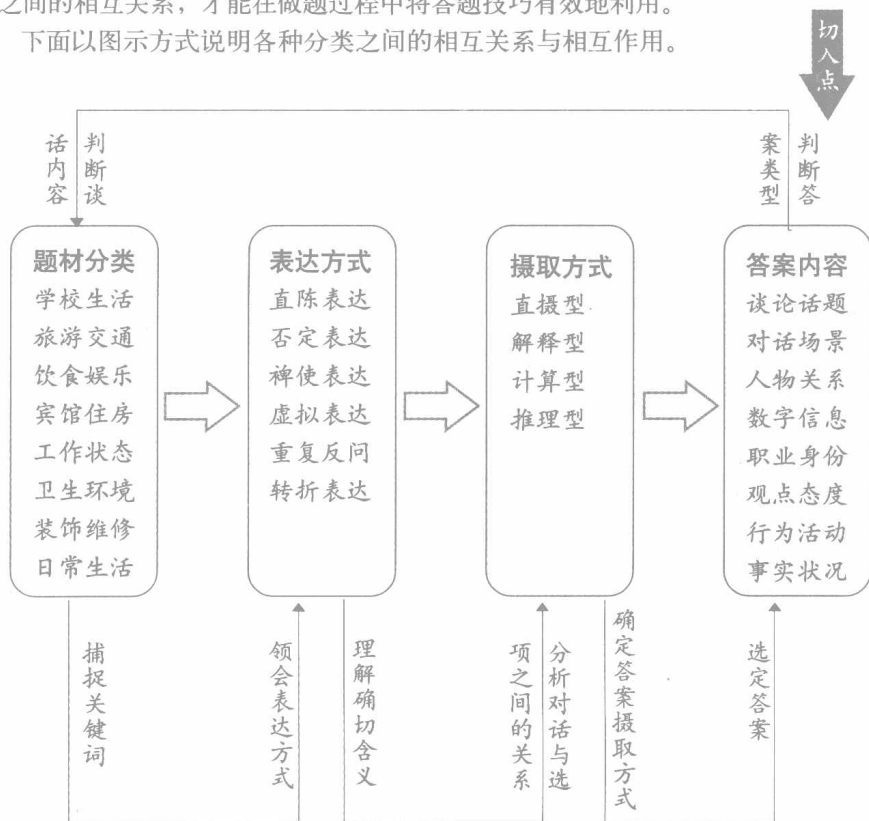 之间的相互关系，才能在做题过程中将答题技巧有效地利用。
下面以图示方式说明各种分类之间的相互关系与相互作用。
切入点
判断谈
话内容
判断答
案类型
题材分类
学校生活
旅游交通
饮食娱乐
宾馆住房
工作状态
卫生环境
装饰维修
日常生活
表达方式
直陈表达
否定表达
裨使表达
虚拟表达
重复反问
转折表达
摄取方式
直摄型
解释型
计算型
推理型
答案内容
谈论话题
对话场景
人物关系
数字信息
职业身份
观点态度
行为活动
事实状况
捕捉关键词
领会表达方式
理解确切含义
分析对话与选
项之间的关系
确定答案摄取方式
选定答案